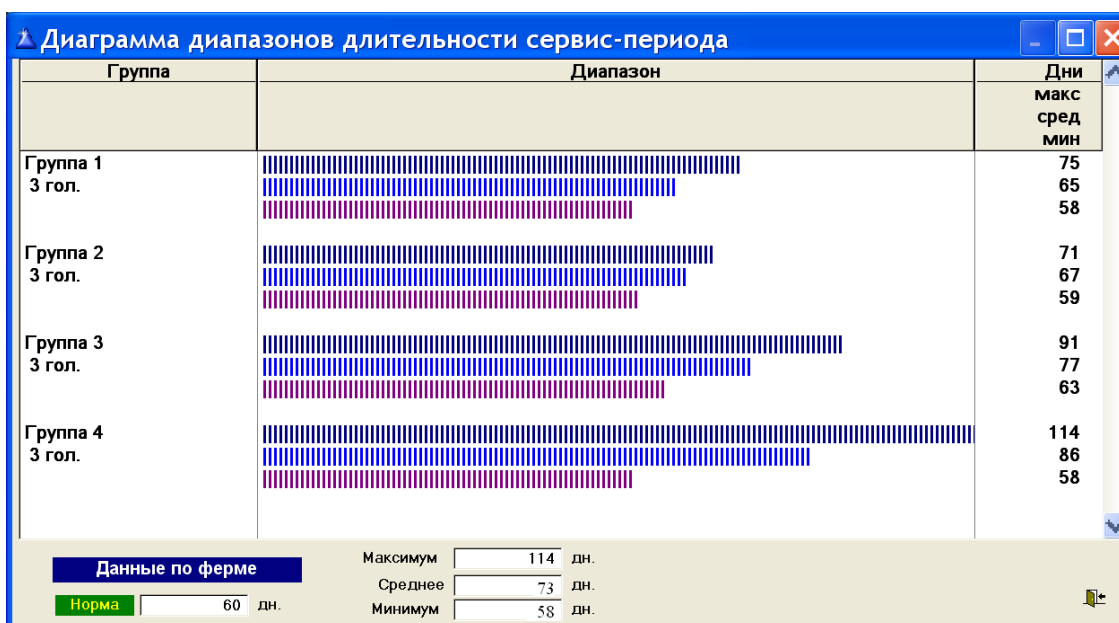 Диаграмма диапазонов длительности сервис-периода
Группа Диапазон Дни
макс
сред
мин
Группа 1 75
3 гол. 65
58
Группа 2 71
3 гол. 67
59
Группа 3 91
3 гол. 77
63
Группа 4 114
3 гол. 86
58
Данные по ферме
Норма 60 дн.
Максимум 114 дн.
Среднее 73 дн.
Минимум 58 дн.